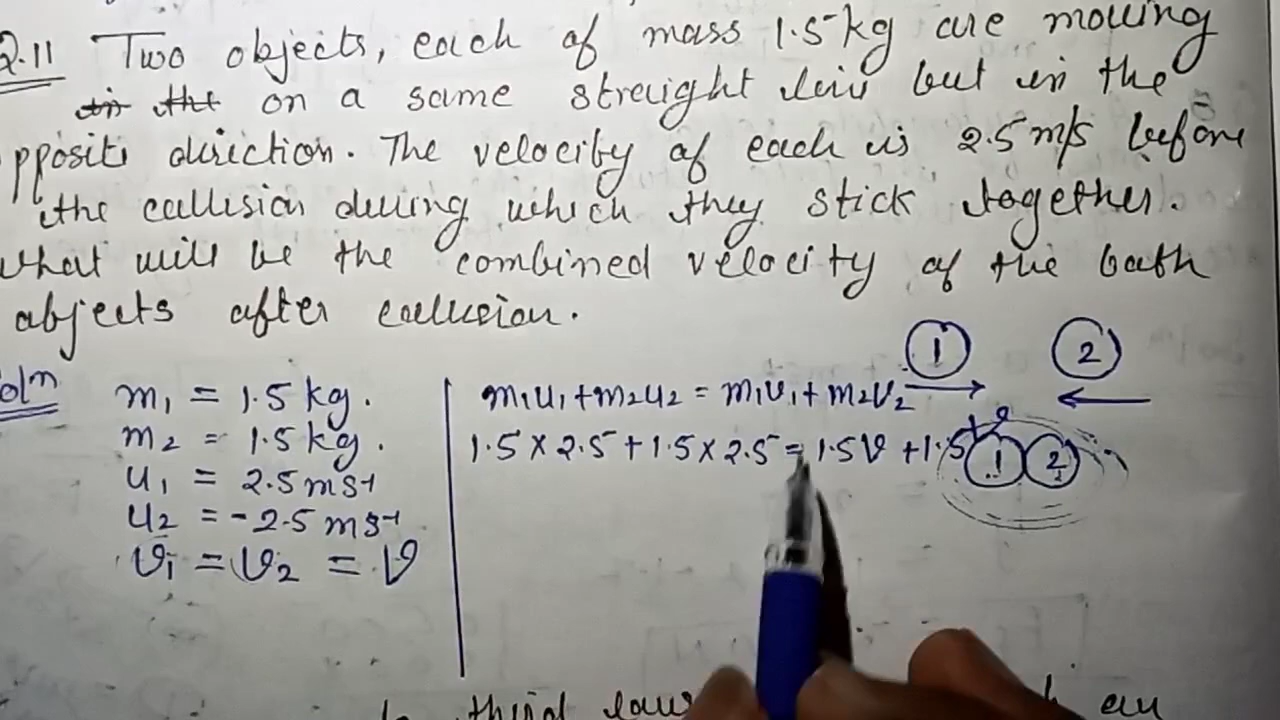 Q.11 Two objects, each of mass 1.5 kg are moving
in the on a same straight line but in the
opposite direction. The velocity of each is 2.5 m/s before
the collision during which they stick together.
what will be the combined velocity of the both
objects after collision.
Solⁿ
m₁ = 1.5 kg.
m₂ = 1.5 kg.
u₁ = 2.5 ms⁻¹
u₂ = -2.5 ms⁻¹
v₁ = v₂ = v
m₁u₁ + m₂u₂ = m₁v₁ + m₂v₂
1.5 × 2.5 + 1.5 × 2.5 = 1.5v + 1.5
1 2
1 2
third law